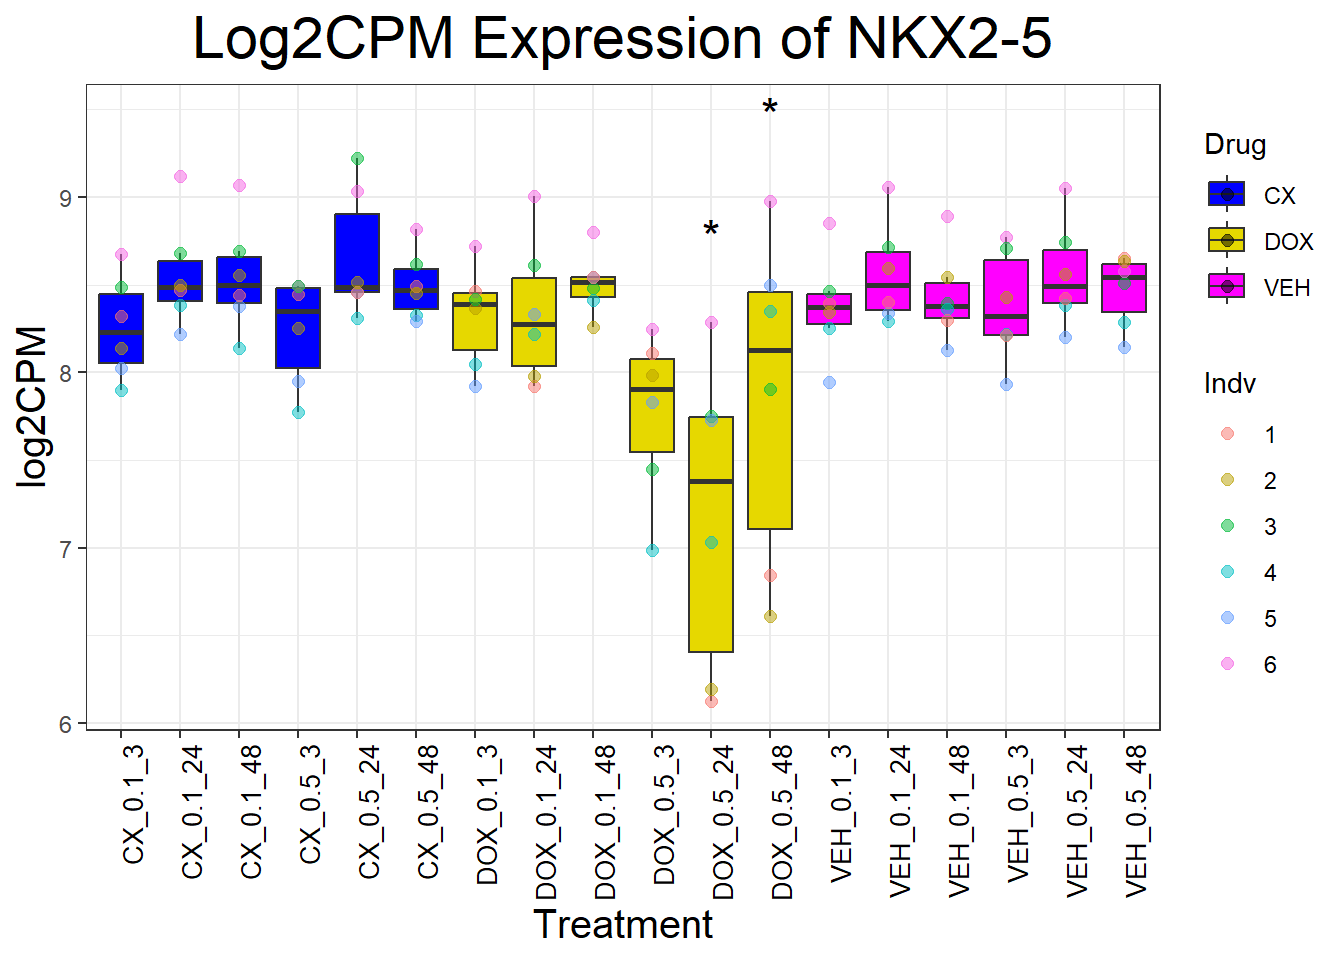 Log2CPM Expression of NKX2-5
*
*
9
8
7
6
log2CPM
CX_0.1_3
CX_0.1_24
CX_0.1_48
CX_0.5_3
CX_0.5_24
CX_0.5_48
DOX_0.1_3
DOX_0.1_24
DOX_0.1_48
DOX_0.5_3
DOX_0.5_24
DOX_0.5_48
VEH_0.1_3
VEH_0.1_24
VEH_0.1_48
VEH_0.5_3
VEH_0.5_24
VEH_0.5_48
Treatment
Drug
CX
DOX
VEH
Indv
1
2
3
4
5
6